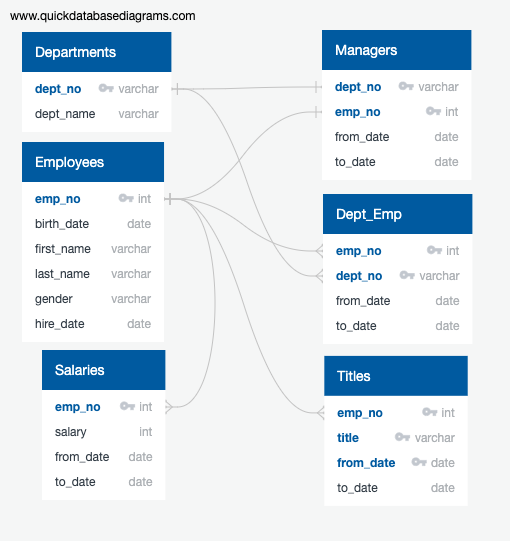 www.quickdatabasediagrams.com
Departments
dept_no varchar
dept_name varchar
Employees
emp_no int
birth_date date
first_name varchar
last_name varchar
gender varchar
hire_date date
Salaries
emp_no int
salary int
from_date date
to_date date
Managers
dept_no varchar
emp_no int
from_date date
to_date date
Dept_Emp
emp_no int
dept_no varchar
from_date date
to_date date
Titles
emp_no int
title varchar
from_date date
to_date date